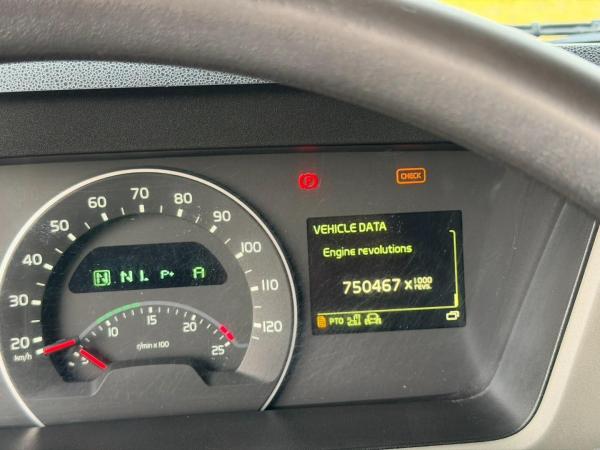 CHECK
VEHICLE DATA
Engine revolutions
750467 x 1000 revs.
PTO
20 30 40 50 60 70 80 90 100 110 120
km/h
N N L P+ A
5 10 15 20 25
r/min x 100